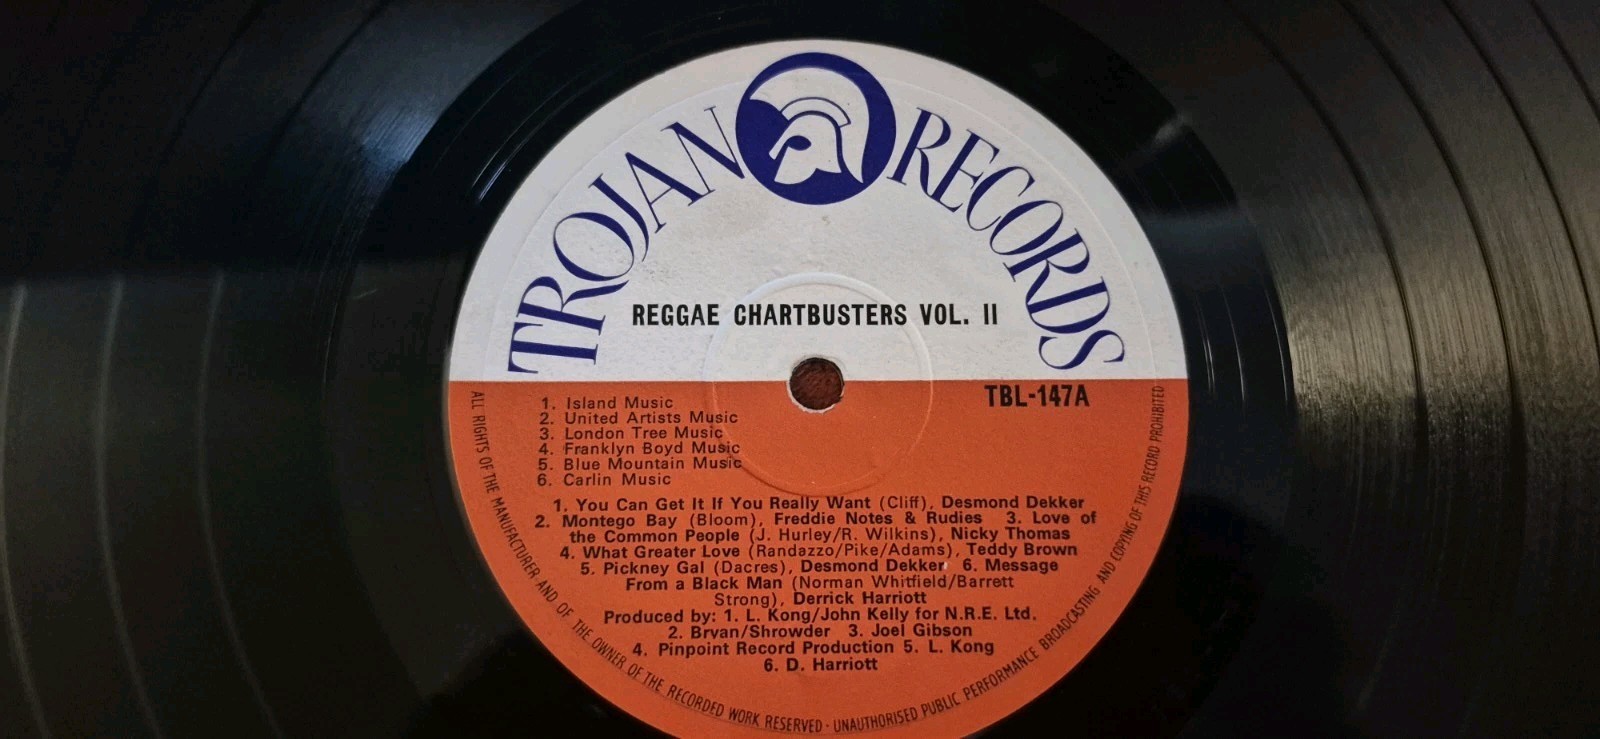 TROJAN RECORDS
REGGAE CHARTBUSTERS VOL. II
TBL-147A
1. Island Music
2. United Artists Music
3. London Tree Music
4. Franklyn Boyd Music
5. Blue Mountain Music
6. Carlin Music
1. You Can Get It If You Really Want (Cliff), Desmond Dekker
2. Montego Bay (Bloom), Freddie Notes & Rudies 3. Love of
the Common People (J. Hurley/R. Wilkins), Nicky Thomas
4. What Greater Love (Randazzo/Pike/Adams), Teddy Brown
5. Pickney Gal (Dacres), Desmond Dekker 6. Message
From a Black Man (Norman Whitfield/Barrett
Strong), Derrick Harriott
Produced by: 1. L. Kong/John Kelly for N.R.E. Ltd.
2. Bryan/Shrowder 3. Joel Gibson
4. Pinpoint Record Production 5. L. Kong
6. D. Harriott
ALL RIGHTS OF THE MANUFACTURER AND OF THE OWNER OF THE RECORDED WORK RESERVED - UNAUTHORISED PUBLIC PERFORMANCE BROADCASTING AND COPYING OF THIS RECORD PROHIBITED